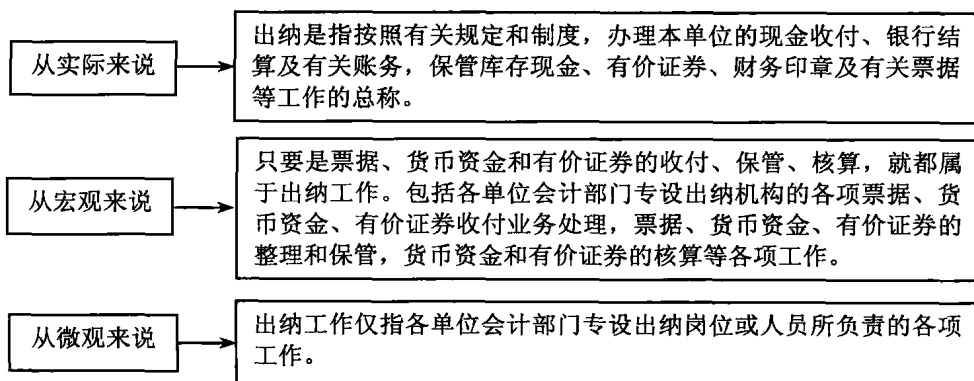 从实际来说
出纳是指按照有关规定和制度，办理本单位的现金收付、银行结
算及有关账务，保管库存现金、有价证券、财务印章及有关票据
等工作的总称。
从宏观来说
只要是票据、货币资金和有价证券的收付、保管、核算，就都属
于出纳工作。包括各单位会计部门专设出纳机构的各项票据、货
币资金、有价证券收付业务处理，票据、货币资金、有价证券的
整理和保管，货币资金和有价证券的核算等各项工作。
从微观来说
出纳工作仅指各单位会计部门专设出纳岗位或人员所负责的各项
工作。